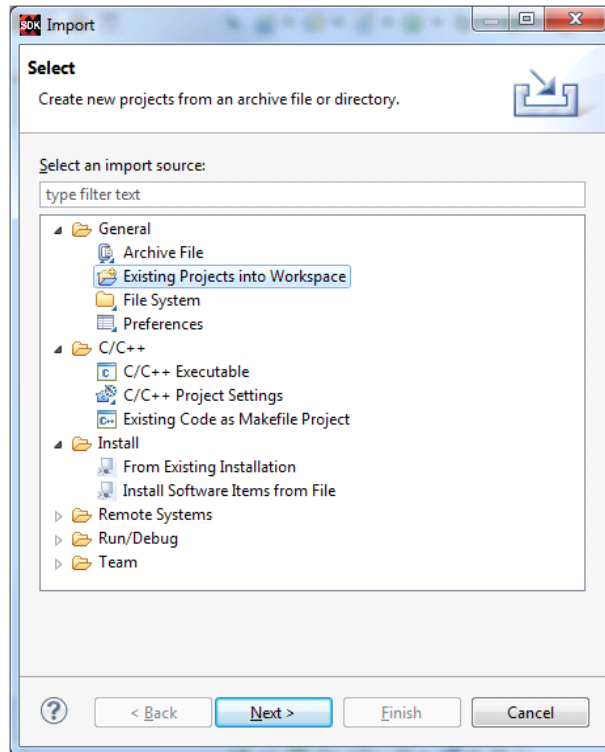 SDK Import
Select
Create new projects from an archive file or directory.
Select an import source:
type filter text
General
Archive File
Existing Projects into Workspace
File System
Preferences
C/C++
C/C++ Executable
C/C++ Project Settings
Existing Code as Makefile Project
Install
From Existing Installation
Install Software Items from File
Remote Systems
Run/Debug
Team
? < Back Next > Finish Cancel